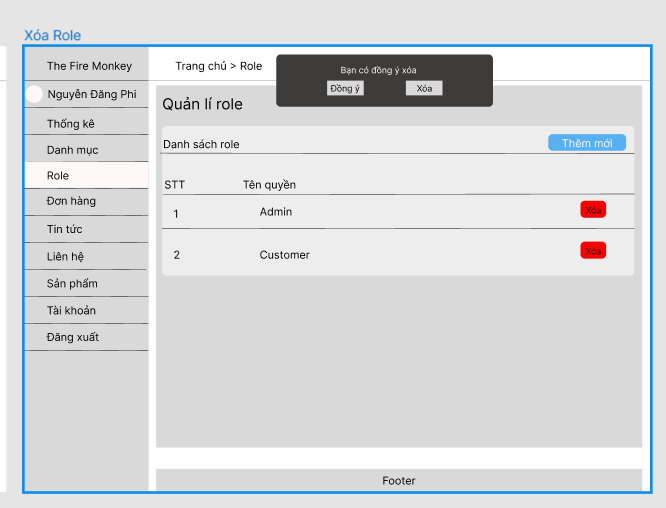 Xóa Role
The Fire Monkey
Nguyễn Đăng Phi
Thống kê
Danh mục
Role
Đơn hàng
Tin tức
Liên hệ
Sản phẩm
Tài khoản
Đăng xuất
Trang chủ > Role
Bạn có đồng ý xóa
Đồng ý Xóa
Quản lí role
Danh sách role Thêm mới
STT Tên quyền
1 Admin Xóa
2 Customer Xóa
Footer